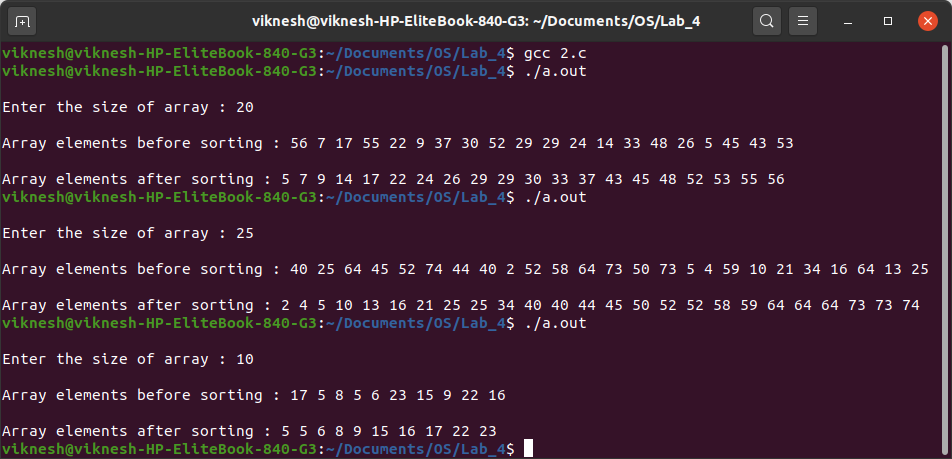 viknesh@viknesh-HP-EliteBook-840-G3: ~/Documents/OS/Lab_4
viknesh@viknesh-HP-EliteBook-840-G3:~/Documents/OS/Lab_4$ gcc 2.c
viknesh@viknesh-HP-EliteBook-840-G3:~/Documents/OS/Lab_4$ ./a.out
Enter the size of array : 20
Array elements before sorting : 56 7 17 55 22 9 37 30 52 29 29 24 14 33 48 26 5 45 43 53
Array elements after sorting : 5 7 9 14 17 22 24 26 29 29 30 33 37 43 45 48 52 53 55 56
viknesh@viknesh-HP-EliteBook-840-G3:~/Documents/OS/Lab_4$ ./a.out
Enter the size of array : 25
Array elements before sorting : 40 25 64 45 52 74 44 40 2 52 58 64 73 50 73 5 4 59 10 21 34 16 64 13 25
Array elements after sorting : 2 4 5 10 13 16 21 25 25 34 40 40 44 45 50 52 52 58 59 64 64 64 73 73 74
viknesh@viknesh-HP-EliteBook-840-G3:~/Documents/OS/Lab_4$ ./a.out
Enter the size of array : 10
Array elements before sorting : 17 5 8 5 6 23 15 9 22 16
Array elements after sorting : 5 5 6 8 9 15 16 17 22 23
viknesh@viknesh-HP-EliteBook-840-G3:~/Documents/OS/Lab_4$